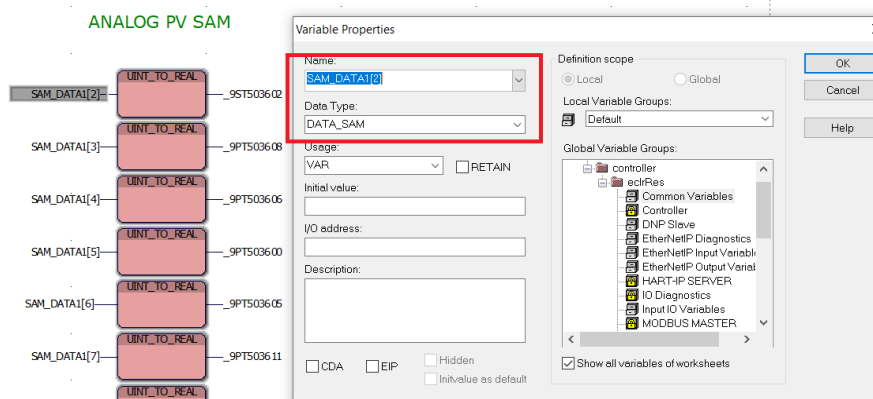 ANALOG PV SAM
UINT_TO_REAL
SAM_DATA1[2]
_9ST503602
UINT_TO_REAL
SAM_DATA1[3]
_9PT503608
UINT_TO_REAL
SAM_DATA1[4]
_9PT503606
UINT_TO_REAL
SAM_DATA1[5]
_9PT503600
UINT_TO_REAL
SAM_DATA1[6]
_9PT503605
UINT_TO_REAL
SAM_DATA1[7]
_9PT503611
UINT_TO_REAL
Variable Properties
Name:
SAM_DATA1[2]
Data Type:
DATA_SAM
Usage:
VAR
RETAIN
Initial value:
I/O address:
Description:
CDA
EIP
Hidden
Initvalue as default
Definition scope
Local
Global
Local Variable Groups:
Default
Global Variable Groups:
controller
eclrRes
Common Variables
Controller
DNP Slave
EtherNetIP Diagnostics
EtherNetIP Input Variabl
EtherNetIP Output Varial
HART-IP SERVER
IO Diagnostics
Input IO Variables
MODBUS MASTER
Show all variables of worksheets
OK
Cancel
Help